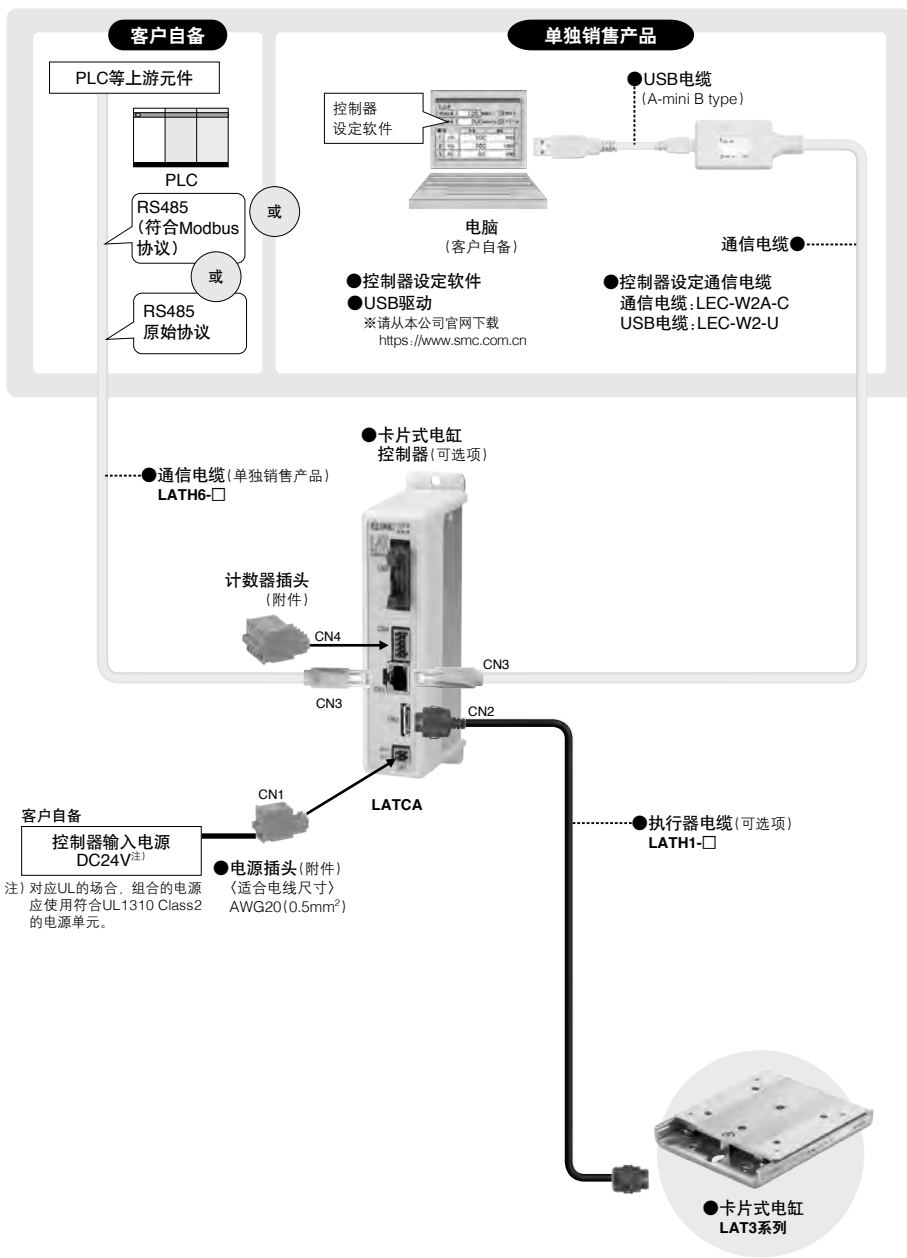 客户自备
单独销售产品
PLC等上游元件
PLC
RS485
(符合Modbus
协议)
或
或
RS485
原始协议
控制器
设定软件
电脑
(客户自备)
●USB电缆
(A-mini B type)
通信电缆●
●控制器设定软件
●USB驱动
※请从本公司官网下载
https://www.smc.com.cn
●控制器设定通信电缆
通信电缆:LEC-W2A-C
USB电缆:LEC-W2-U
●通信电缆(单独销售产品)
LATH6-□
●卡片式电缸
控制器(可选项)
计数器插头
(附件)
CN4
CN3
CN3
CN2
CN1
LATCA
客户自备
控制器输入电源
DC24V注)
注) 对应UL的场合，组合的电源
应使用符合UL1310 Class2
的电源单元。
●电源插头(附件)
〈适合电线尺寸〉
AWG20(0.5mm²)
●执行器电缆(可选项)
LATH1-□
●卡片式电缸
LAT3系列